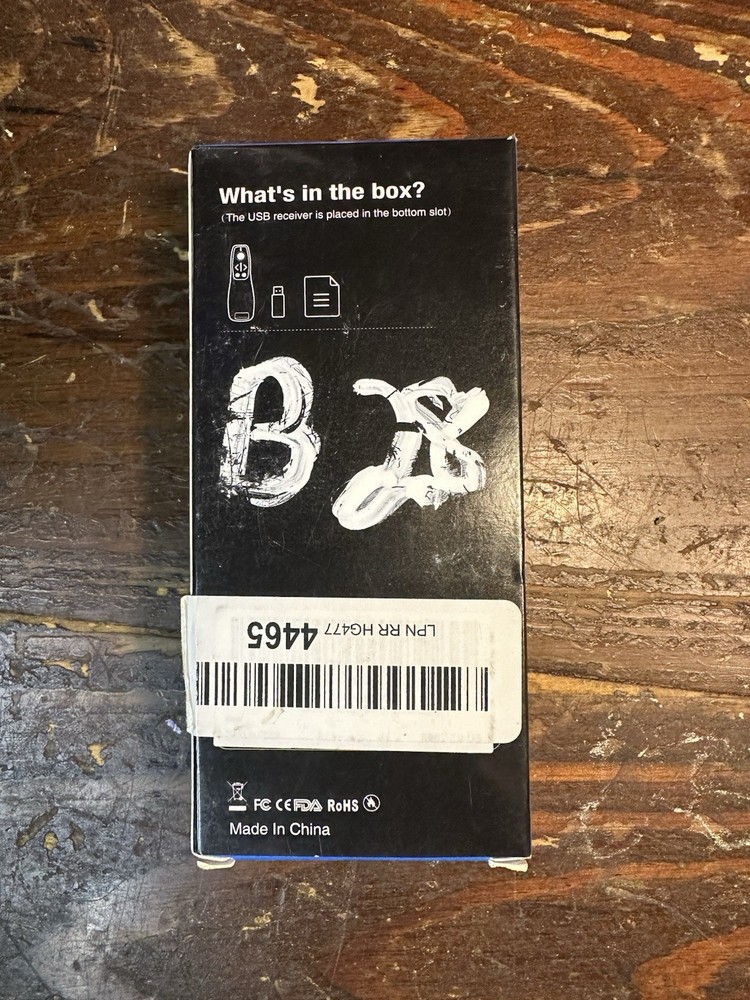 What's in the box?
(The USB receiver is placed in the bottom slot)
B B
LPN RR HG477 4465
FC CE FDA RoHS
Made In China